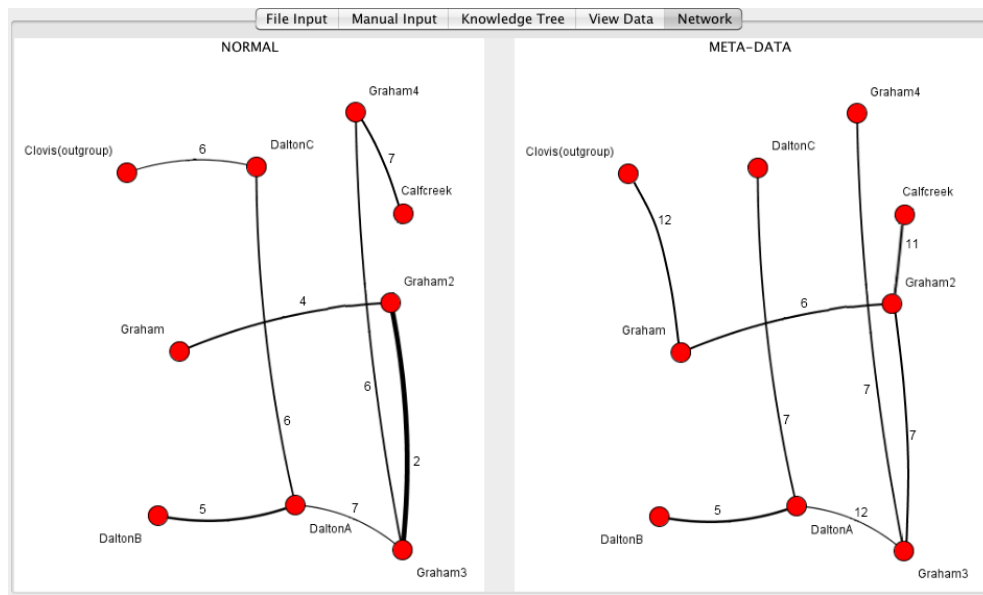 File Input Manual Input Knowledge Tree View Data Network
NORMAL
Graham4
Clovis(outgroup)
6
DaltonC
7
Calfcreek
Graham2
4
Graham
6
6
2
5
7
DaltonB
DaltonA
Graham3
META-DATA
Graham4
DaltonC
Clovis(outgroup)
Calfcreek
12
11
Graham2
6
Graham
7
7
7
5
12
DaltonB
DaltonA
Graham3